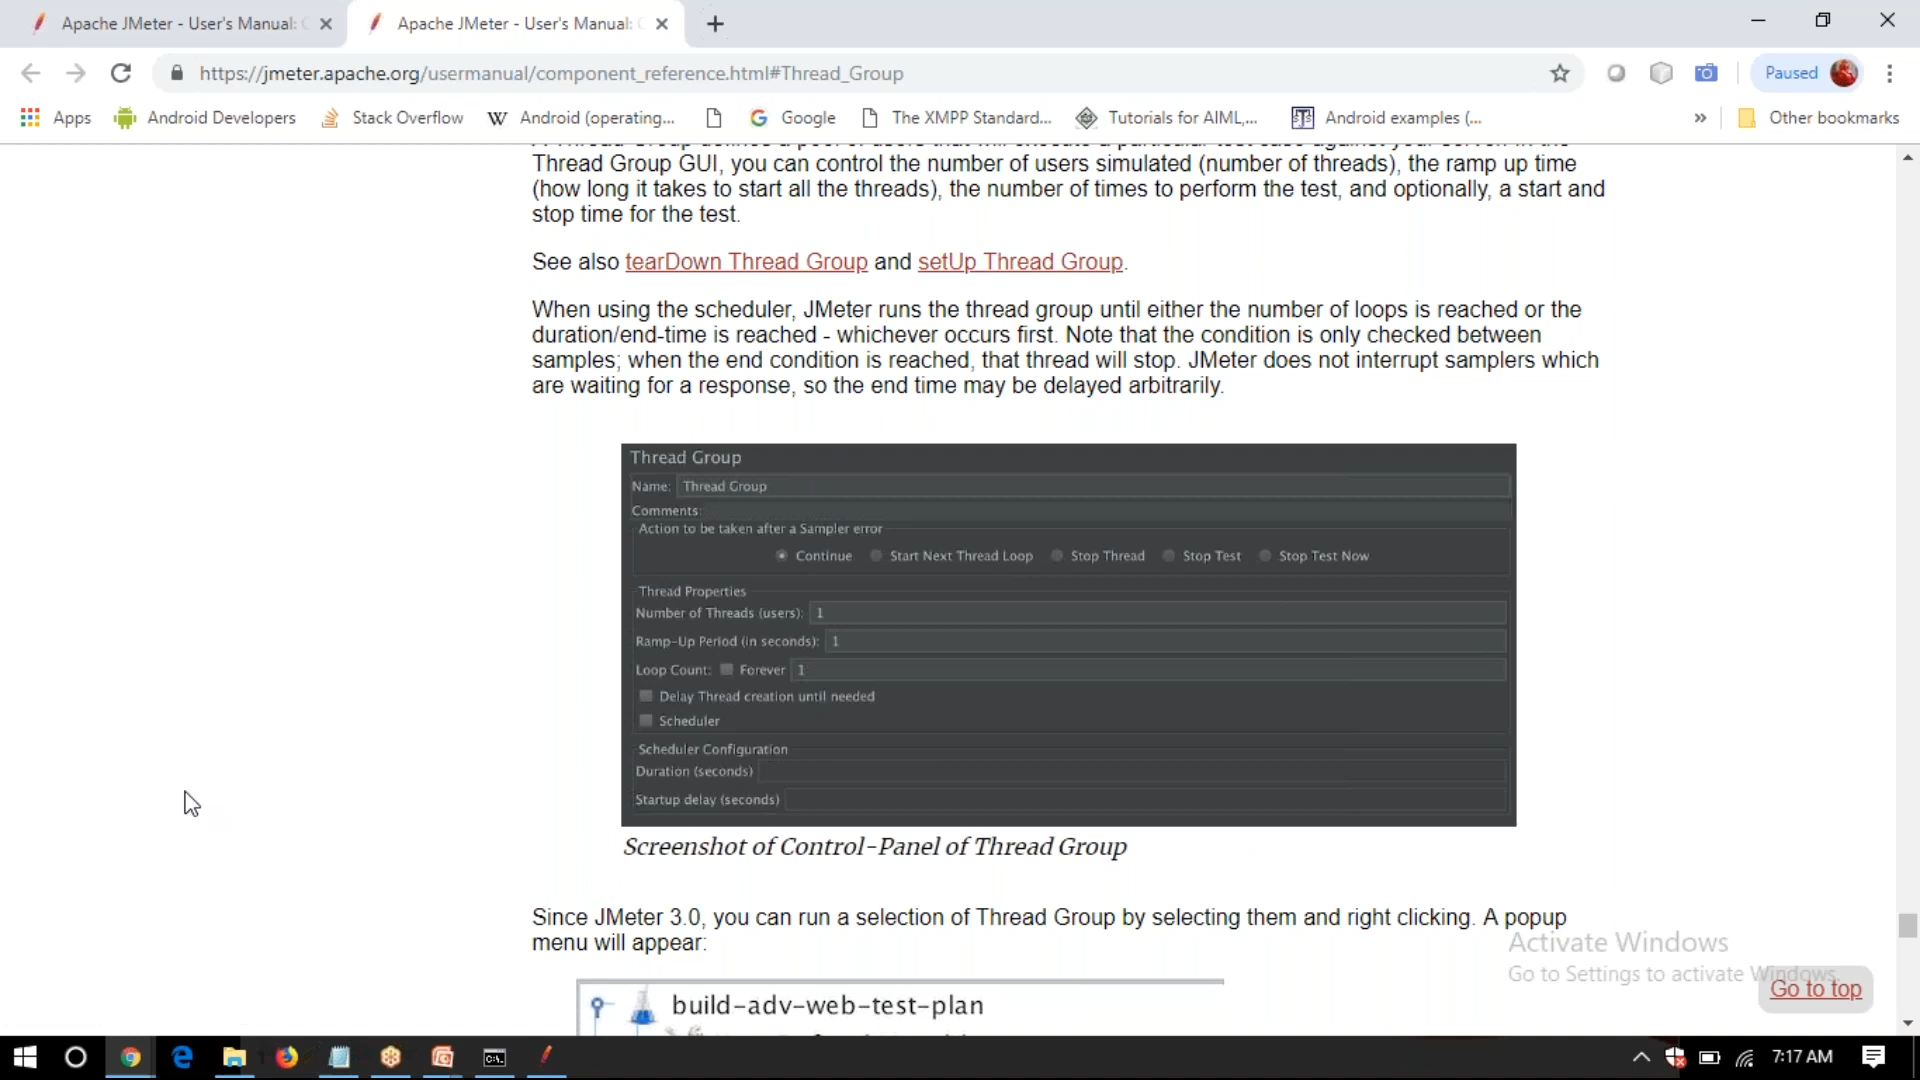 Apache JMeter - User's Manual:
Apache JMeter - User's Manual:
https://jmeter.apache.org/usermanual/component_reference.html#Thread_Group
Paused
Apps
Android Developers
Stack Overflow
W Android (operating...
Google
The XMPP Standard...
Tutorials for AIML,...
Android examples (...
»
Other bookmarks
Thread Group GUI, you can control the number of users simulated (number of threads), the ramp up time
(how long it takes to start all the threads), the number of times to perform the test, and optionally, a start and
stop time for the test.
See also tearDown Thread Group and setUp Thread Group.
When using the scheduler, JMeter runs the thread group until either the number of loops is reached or the
duration/end-time is reached - whichever occurs first. Note that the condition is only checked between
samples; when the end condition is reached, that thread will stop. JMeter does not interrupt samplers which
are waiting for a response, so the end time may be delayed arbitrarily.
Thread Group
Name: Thread Group
Comments:
Action to be taken after a Sampler error
Continue Start Next Thread Loop Stop Thread Stop Test Stop Test Now
Thread Properties
Number of Threads (users): 1
Ramp-Up Period (in seconds): 1
Loop Count: Forever 1
Delay Thread creation until needed
Scheduler
Scheduler Configuration
Duration (seconds)
Startup delay (seconds)
Screenshot of Control-Panel of Thread Group
Since JMeter 3.0, you can run a selection of Thread Group by selecting them and right clicking. A popup
menu will appear:
Activate Windows
Go to Settings to activate Windows.
Go to top
build-adv-web-test-plan
7:17 AM